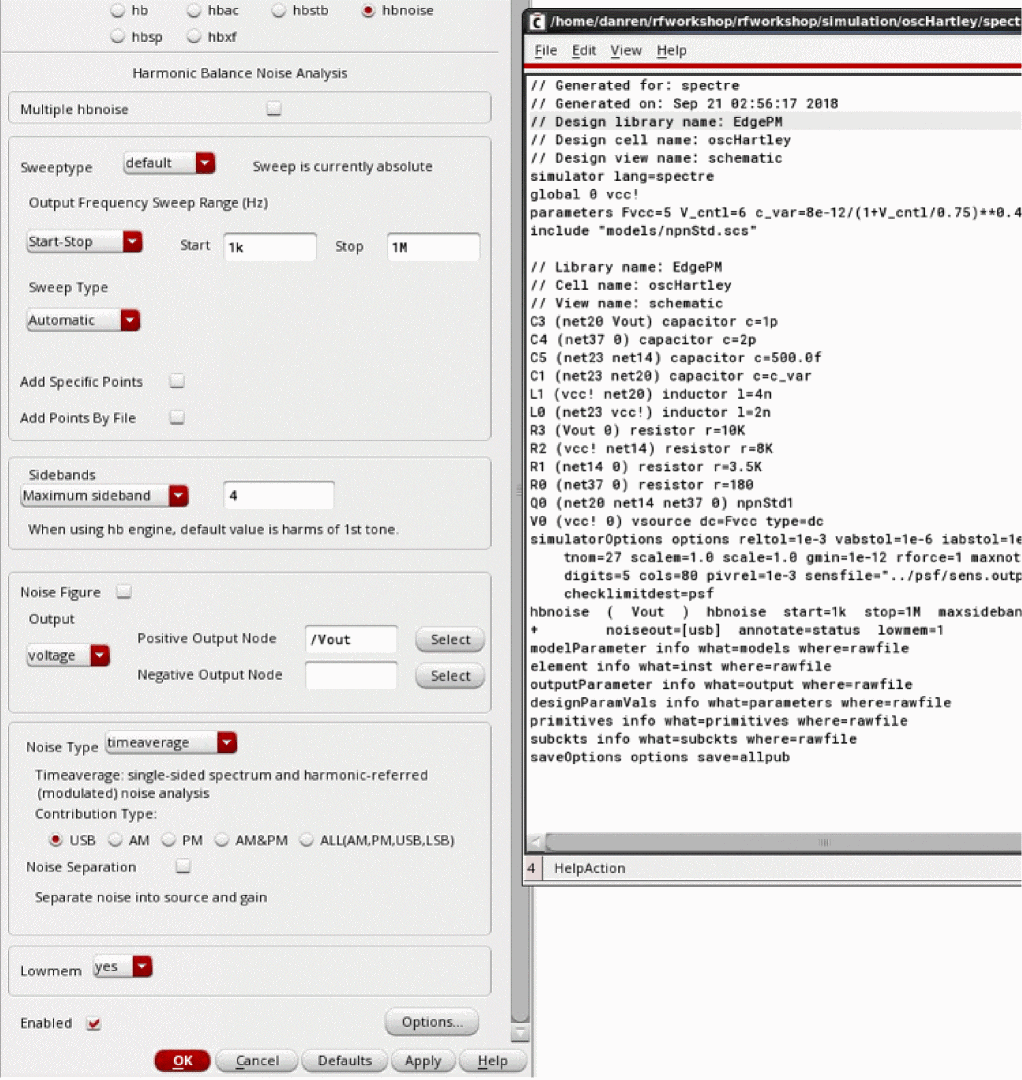 hb hbac hbstb hbnoise
hbsp hbxf
Harmonic Balance Noise Analysis
Multiple hbnoise
Sweeptype default Sweep is currently absolute
Output Frequency Sweep Range (Hz)
Start-Stop Start 1k Stop 1M
Sweep Type
Automatic
Add Specific Points
Add Points By File
Sidebands
Maximum sideband 4
When using hb engine, default value is harms of 1st tone.
Noise Figure
Output
voltage
Positive Output Node /Vout Select
Negative Output Node Select
Noise Type timeaverage
Timeaverage: single-sided spectrum and harmonic-referred
(modulated) noise analysis
Contribution Type:
USB AM PM AM&PM ALL(AM,PM,USB,LSB)
Noise Separation
Separate noise into source and gain
Lowmem yes
Enabled Options...
OK Cancel Defaults Apply Help
/home/danren/rfworkshop/rfworkshop/simulation/oscHartley/spect
File Edit View Help
// Generated for: spectre
// Generated on: Sep 21 02:56:17 2018
// Design library name: EdgePM
// Design cell name: oscHartley
// Design view name: schematic
simulator lang=spectre
global 0 vcc!
parameters Fvcc=5 V_cntl=6 c_var=8e-12/(1+V_cntl/0.75)**0.4
include "models/npnStd.scs"
// Library name: EdgePM
// Cell name: oscHartley
// View name: schematic
C3 (net20 Vout) capacitor c=1p
C4 (net37 0) capacitor c=2p
C5 (net23 net14) capacitor c=500.0f
C1 (net23 net20) capacitor c=c_var
L1 (vcc! net20) inductor l=4n
L0 (net23 vcc!) inductor l=2n
R3 (Vout 0) resistor r=10K
R2 (vcc! net14) resistor r=8K
R1 (net14 0) resistor r=3.5K
R0 (net37 0) resistor r=180
Q0 (net20 net14 net37 0) npnStd1
V0 (vcc! 0) vsource dc=Fvcc type=dc
simulatorOptions options reltol=1e-3 vabstol=1e-6 iabstol=1e
tnom=27 scalem=1.0 scale=1.0 gmin=1e-12 rforce=1 maxnot
digits=5 cols=80 pivrel=1e-3 sensfile="../psf/sens.outp
checklimitdest=psf
hbnoise ( Vout ) hbnoise start=1k stop=1M maxsideban
+ noiseout=[usb] annotate=status lowmem=1
modelParameter info what=models where=rawfile
element info what=inst where=rawfile
outputParameter info what=output where=rawfile
designParamVals info what=parameters where=rawfile
primitives info what=primitives where=rawfile
subckts info what=subckts where=rawfile
saveOptions options save=allpub
4 HelpAction